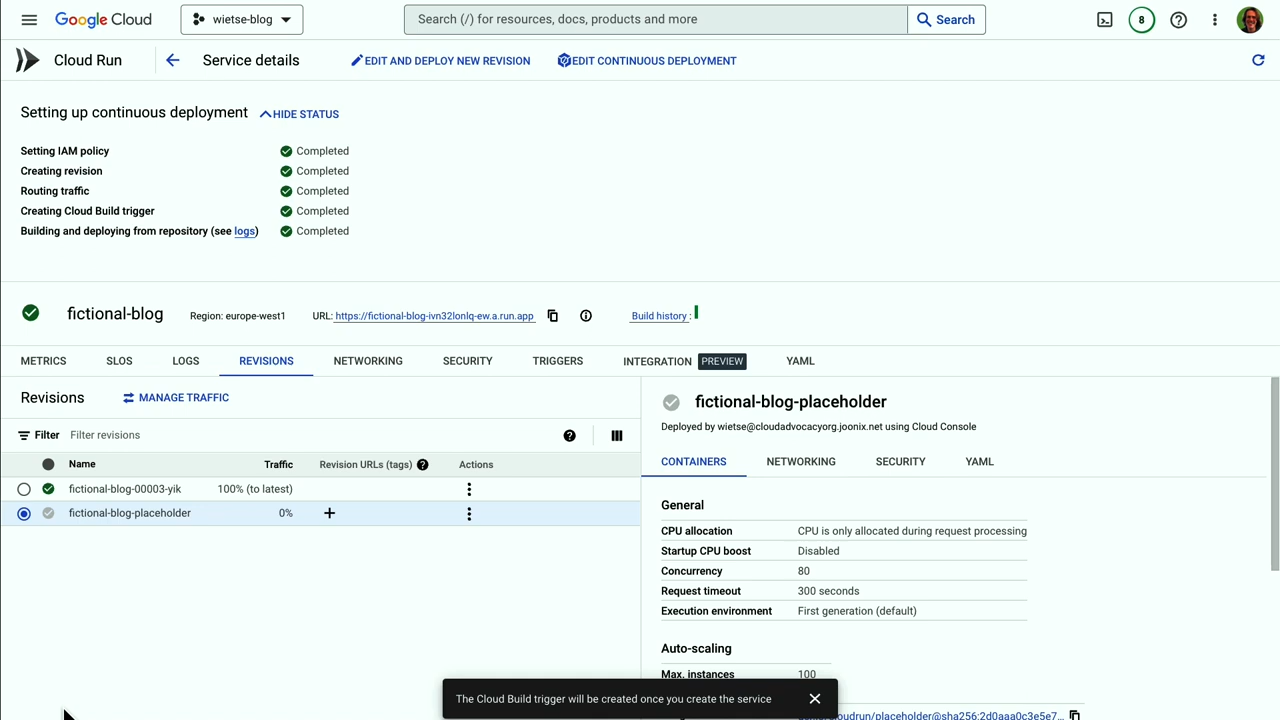 Google Cloud
wietse-blog
Search (/) for resources, docs, products and more
Search
8
Cloud Run
Service details
EDIT AND DEPLOY NEW REVISION
EDIT CONTINUOUS DEPLOYMENT
Setting up continuous deployment
HIDE STATUS
Setting IAM policy Completed
Creating revision Completed
Routing traffic Completed
Creating Cloud Build trigger Completed
Building and deploying from repository (see logs) Completed
fictional-blog
Region: europe-west1
URL: https://fictional-blog-ivn32lonlq-ew.a.run.app
Build history :
METRICS SLOS LOGS REVISIONS NETWORKING SECURITY TRIGGERS INTEGRATION PREVIEW YAML
Revisions
MANAGE TRAFFIC
Filter Filter revisions
Name Traffic Revision URLs (tags) Actions
fictional-blog-00003-yik 100% (to latest)
fictional-blog-placeholder 0% +
fictional-blog-placeholder
Deployed by wietse@cloudadvocacyorg.joonix.net using Cloud Console
CONTAINERS NETWORKING SECURITY YAML
General
CPU allocation CPU is only allocated during request processing
Startup CPU boost Disabled
Concurrency 80
Request timeout 300 seconds
Execution environment First generation (default)
Auto-scaling
Max. instances 100
The Cloud Build trigger will be created once you create the service
cloudrun/placeholder@sha256:2d0aaa0c3e5e7...